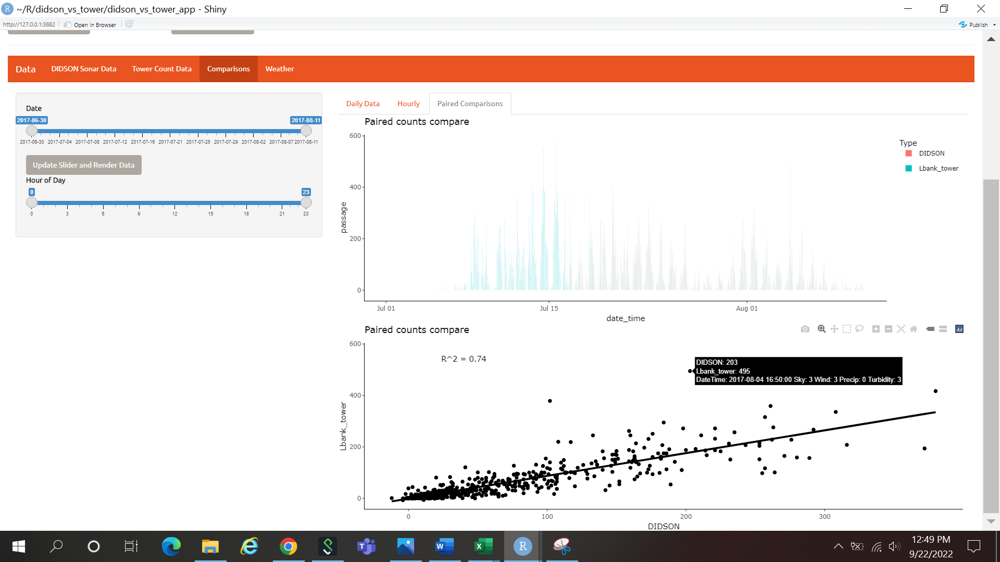 R ~/R/didson_vs_tower/didson_vs_tower_app - Shiny
http://127.0.0.1:3882 Open in Browser Publish
Data DIDSON Sonar Data Tower Count Data Comparisons Weather
Date
2017-06-30 2017-08-11
2017-06-30 2017-07-04 2017-07-08 2017-07-12 2017-07-16 2017-07-21 2017-07-25 2017-07-29 2017-08-02 2017-08-07 2017-08-11
Update Slider and Render Data
Hour of Day
0 23
0 3 6 9 12 15 18 21 23
Daily Data Hourly Paired Comparisons
Paired counts compare
600
400
200
0
passage
Jul 01 Jul 15 Aug 01
date_time
Type
DIDSON
Lbank_tower
Paired counts compare
R^2 = 0.74
DIDSON: 203
Lbank_tower: 495
DateTime: 2017-08-04 16:50:00 Sky: 3 Wind: 3 Precip: 0 Turbidity: 3
600
400
200
0
Lbank_tower
0 100 200 300
DIDSON
T W X R
12:49 PM
9/22/2022